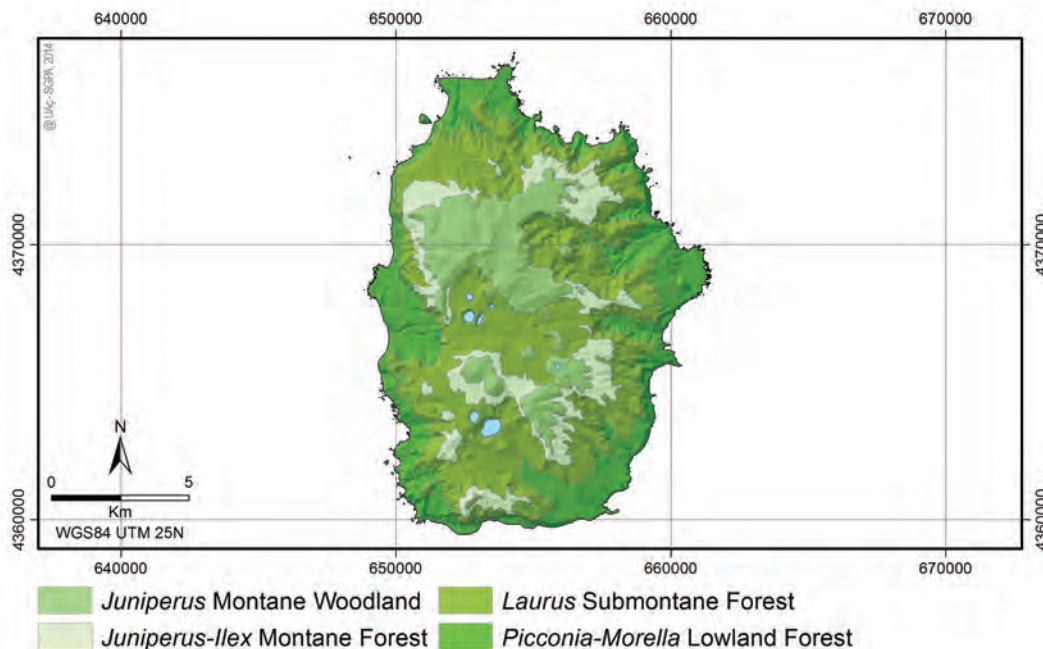 640000 650000 660000 670000
@ UAç-SGPA, 2014
4370000 4370000
N
0 5
Km
WGS84 UTM 25N
4360000 4360000
640000 650000 660000 670000
Juniperus Montane Woodland Laurus Submontane Forest
Juniperus-Ilex Montane Forest Picconia-Morella Lowland Forest